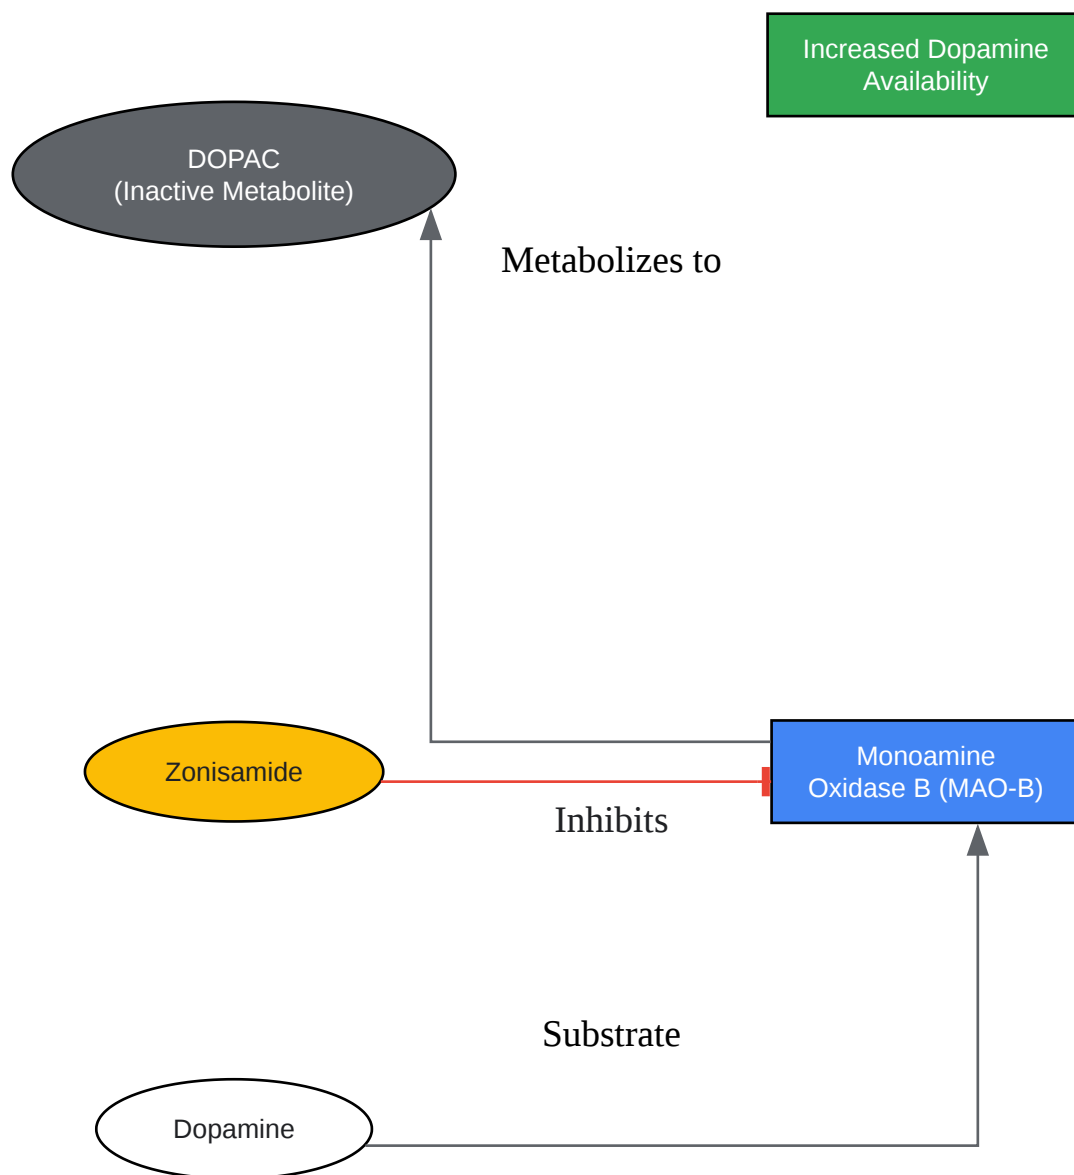 Increased Dopamine
Availability
DOPAC
(Inactive Metabolite)
Metabolizes to
Zonisamide
Monoamine
Oxidase B (MAO-B)
Inhibits
Substrate
Dopamine